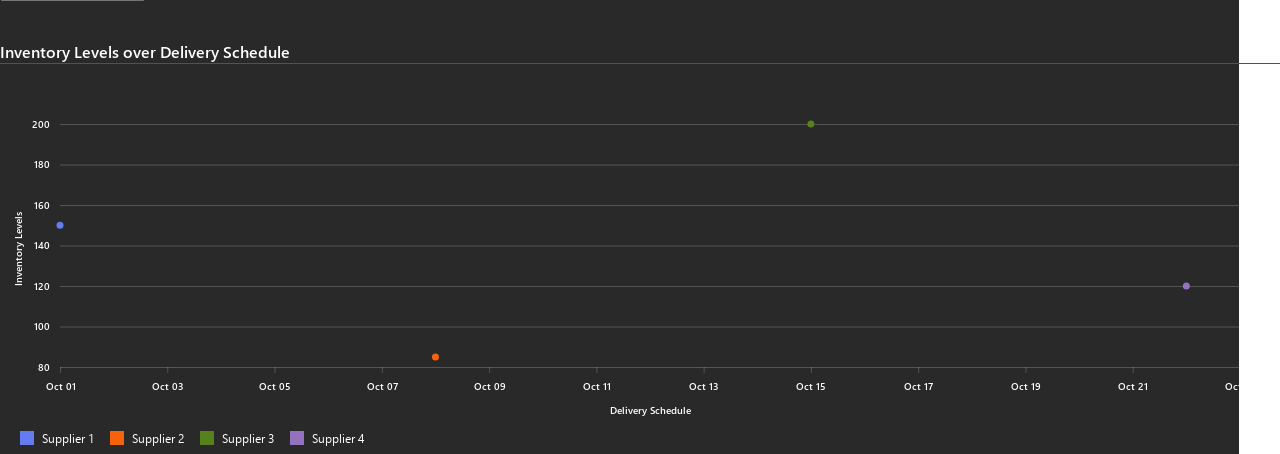 Inventory Levels over Delivery Schedule
200
180
160
140
120
100
80
Inventory Levels
Oct 01 Oct 03 Oct 05 Oct 07 Oct 09 Oct 11 Oct 13 Oct 15 Oct 17 Oct 19 Oct 21
Delivery Schedule
Supplier 1 Supplier 2 Supplier 3 Supplier 4